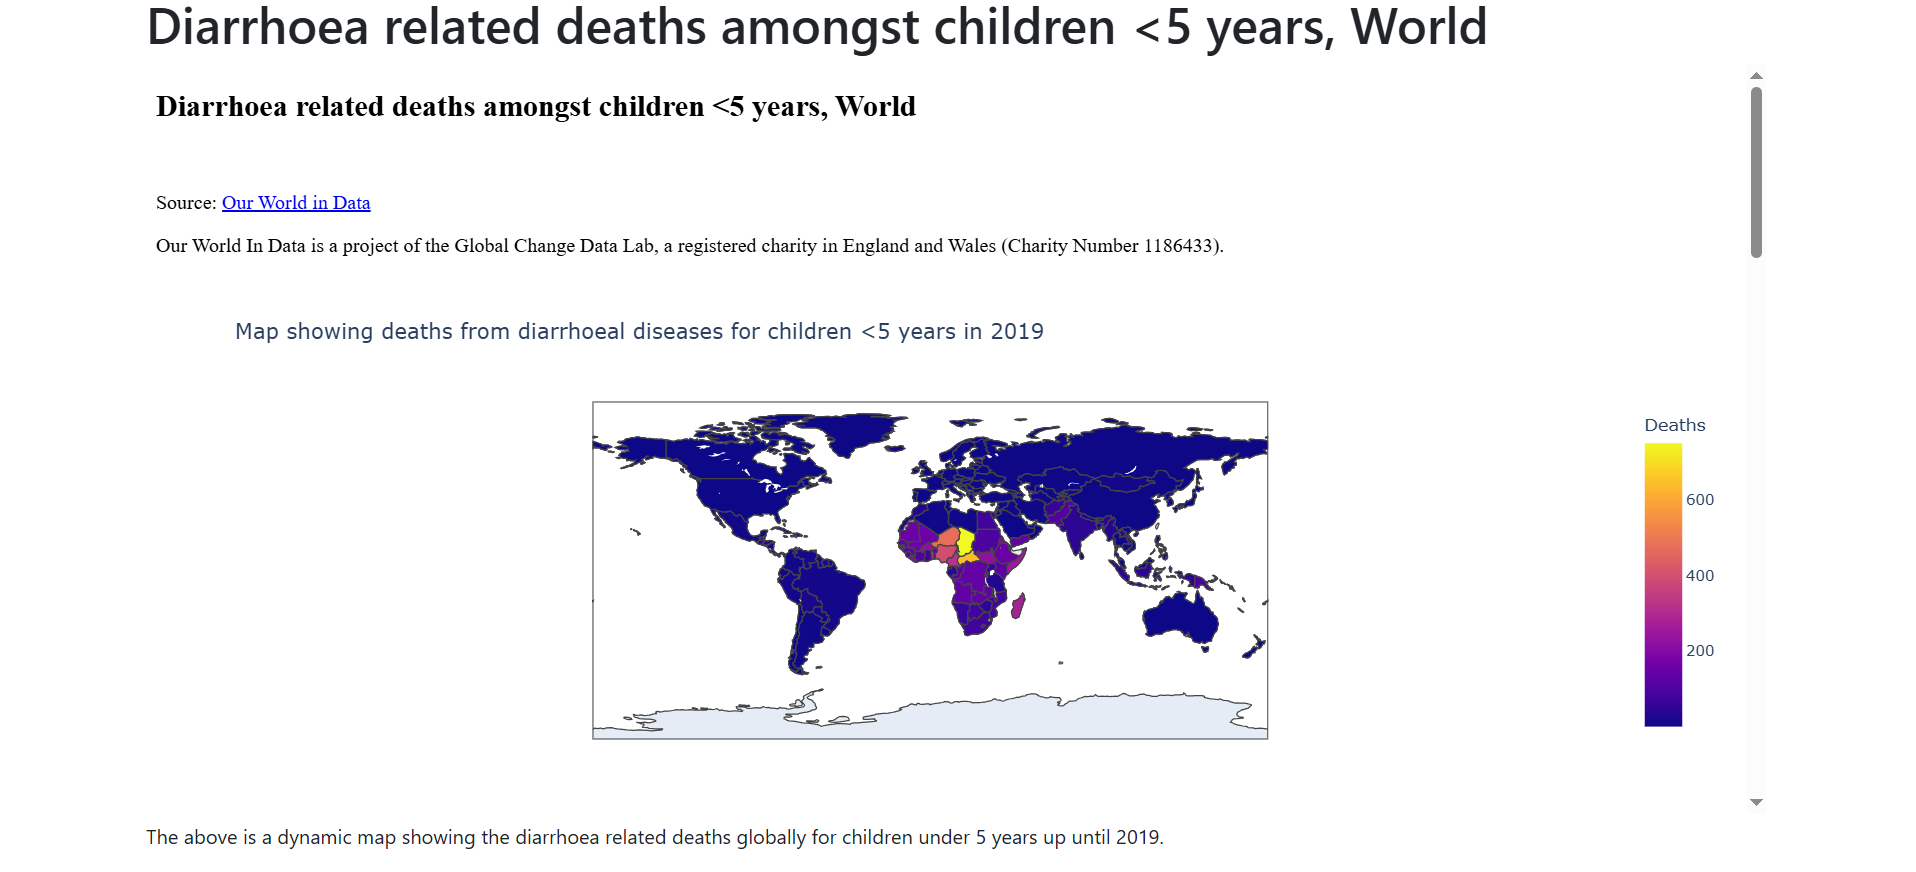 Diarrhoea related deaths amongst children <5 years, World
Diarrhoea related deaths amongst children <5 years, World
Source: Our World in Data
Our World In Data is a project of the Global Change Data Lab, a registered charity in England and Wales (Charity Number 1186433).
Map showing deaths from diarrhoeal diseases for children <5 years in 2019
Deaths
600
400
200
The above is a dynamic map showing the diarrhoea related deaths globally for children under 5 years up until 2019.